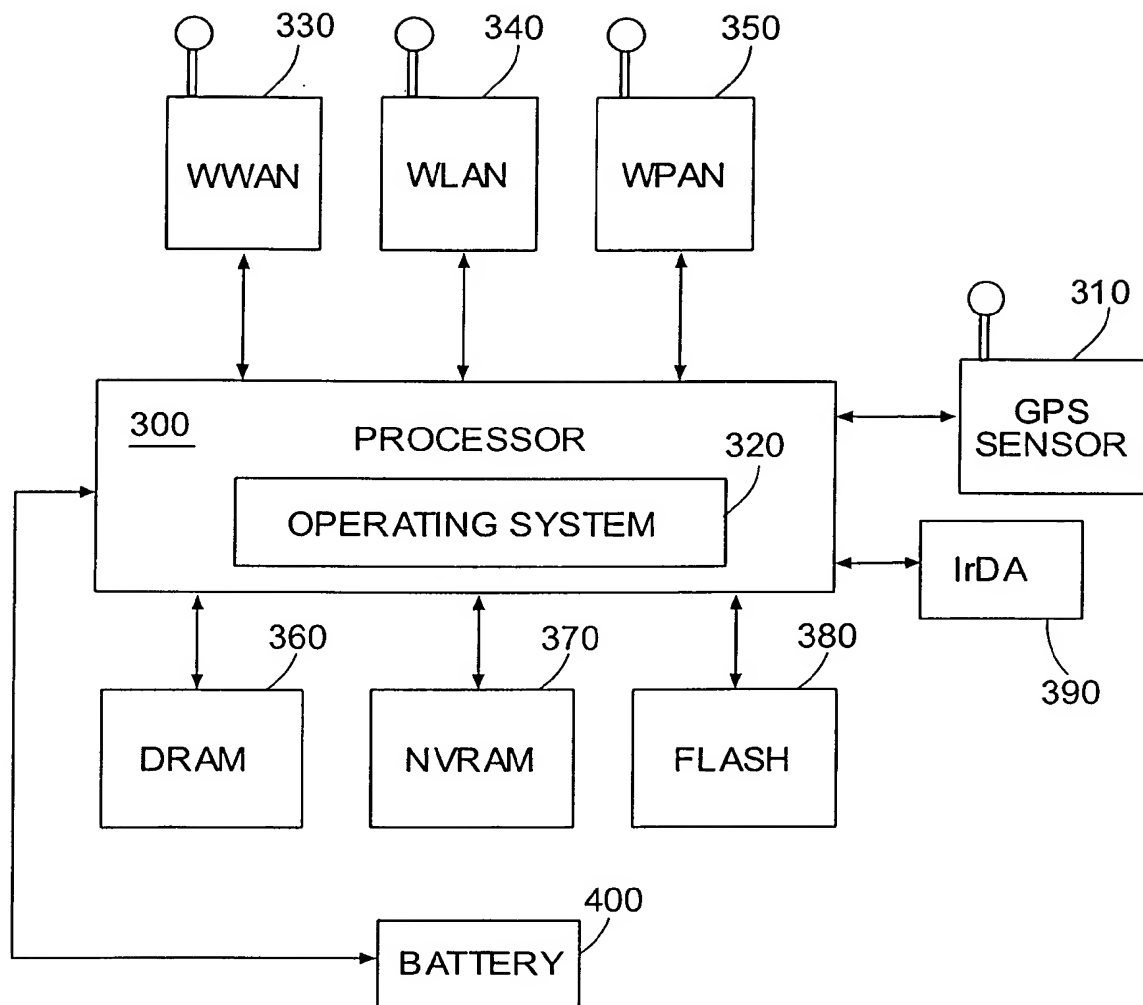 330
340
350
WWAN
WLAN
WPAN
310
GPS
SENSOR
300
PROCESSOR
320
OPERATING SYSTEM
IrDA
390
360
370
380
DRAM
NVRAM
FLASH
400
BATTERY